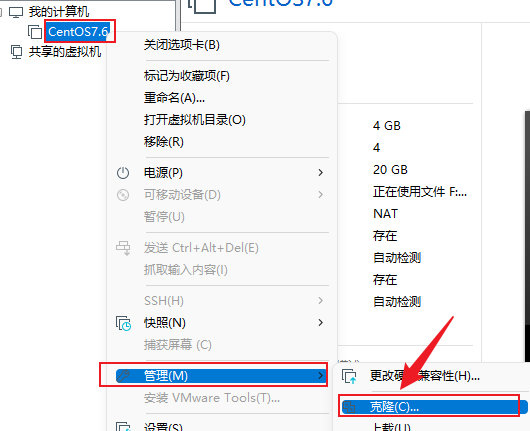 我的计算机
CentOS7.6
共享的虚拟机
CentOS7.6
关闭选项卡(B)
标记为收藏项(F)
重命名(A)...
打开虚拟机目录(O)
移除(R)
电源(P)
可移动设备(D)
暂停(U)
发送 Ctrl+Alt+Del(E)
抓取输入内容(I)
SSH(H)
快照(N)
捕获屏幕 (C)
管理(M)
安装 VMware Tools(T)...
设置(S)...
4 GB
4
20 GB
正在使用文件 F:...
NAT
存在
自动检测
存在
自动检测
更改硬 兼容性(H)...
克隆(C)...
上载(U)